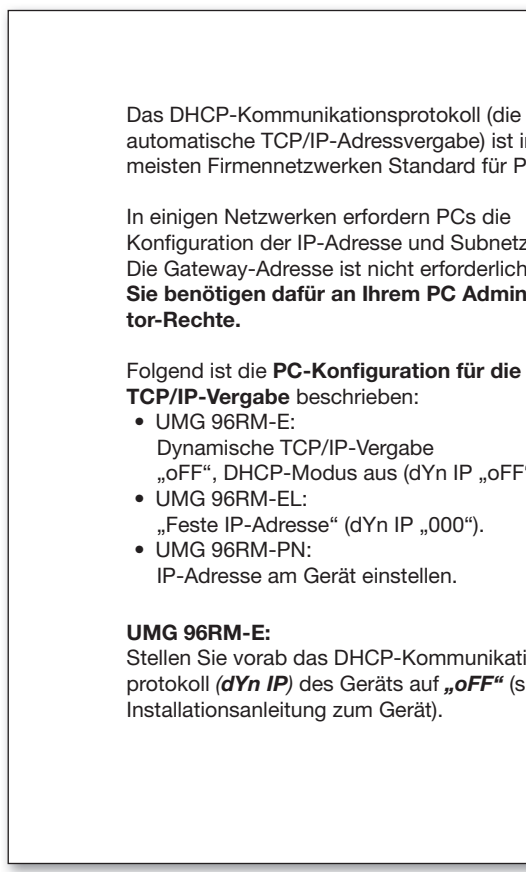 Das DHCP-Kommunikationsprotokoll (die
automatische TCP/IP-Adressvergabe) ist i
meisten Firmennetzwerken Standard für P
In einigen Netzwerken erfordern PCs die
Konfiguration der IP-Adresse und Subnetz
Die Gateway-Adresse ist nicht erforderlich
Sie benötigen dafür an Ihrem PC Admin
tor-Rechte.
Folgend ist die PC-Konfiguration für die
TCP/IP-Vergabe beschrieben:
• UMG 96RM-E:
Dynamische TCP/IP-Vergabe
„oFF“, DHCP-Modus aus (dYn IP „oFF“
• UMG 96RM-EL:
„Feste IP-Adresse“ (dYn IP „000“).
• UMG 96RM-PN:
IP-Adresse am Gerät einstellen.
UMG 96RM-E:
Stellen Sie vorab das DHCP-Kommunikati
protokoll (dYn IP) des Geräts auf „oFF“ (s
Installationsanleitung zum Gerät).